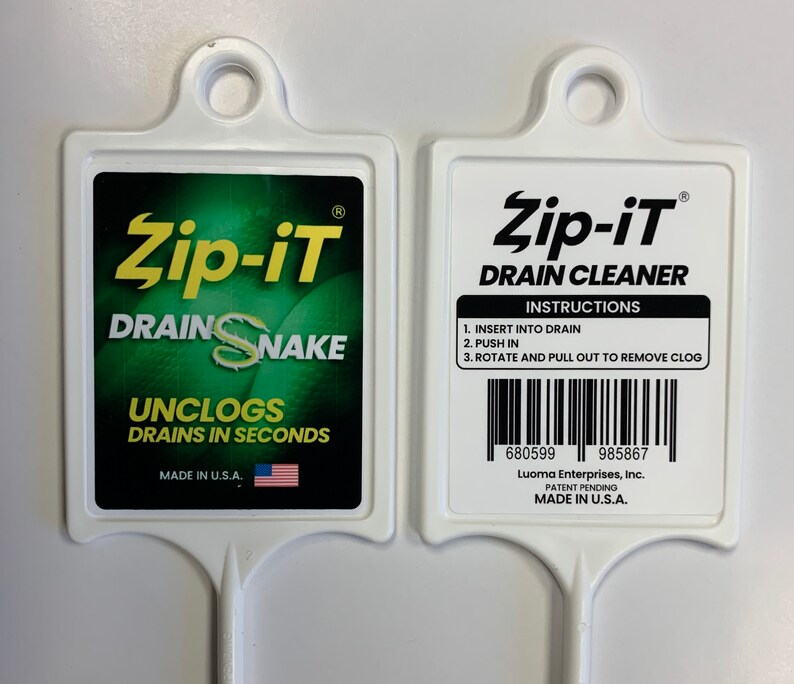 Zip-iT®
DRAIN SNAKE
UNCLOGS
DRAINS IN SECONDS
MADE IN U.S.A.
Zip-iT®
DRAIN CLEANER
INSTRUCTIONS
1. INSERT INTO DRAIN
2. PUSH IN
3. ROTATE AND PULL OUT TO REMOVE CLOG
680599 985867
Luoma Enterprises, Inc.
PATENT PENDING
MADE IN U.S.A.